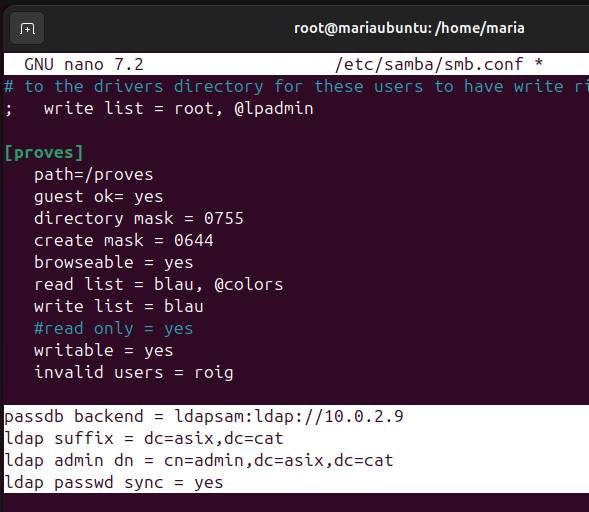 root@mariaubuntu: /home/maria
GNU nano 7.2 /etc/samba/smb.conf *
# to the drivers directory for these users to have write ri
;   write list = root, @lpadmin
[proves]
path=/proves
guest ok= yes
directory mask = 0755
create mask = 0644
browseable = yes
read list = blau, @colors
write list = blau
#read only = yes
writable = yes
invalid users = roig
passdb backend = ldapsam:ldap://10.0.2.9
ldap suffix = dc=asix,dc=cat
ldap admin dn = cn=admin,dc=asix,dc=cat
ldap passwd sync = yes